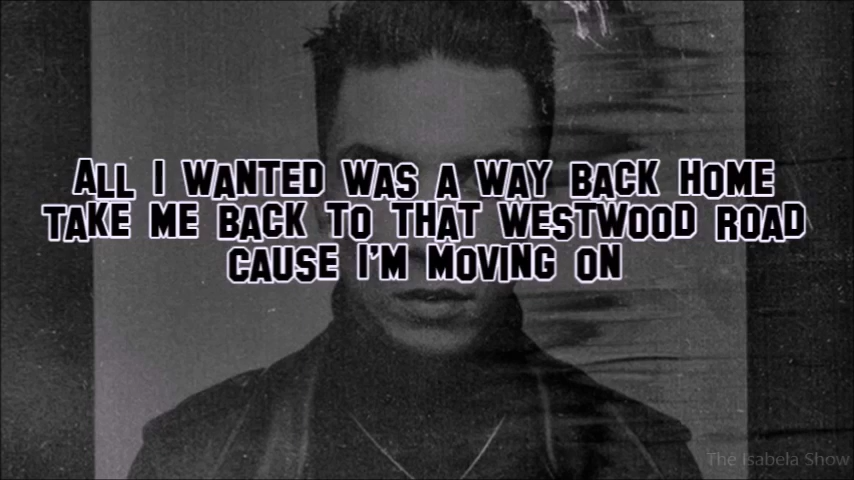 ALL I WANTED WAS A WAY BACK HOME
TAKE ME BACK TO THAT WESTWOOD ROAD
CAUSE I'M MOVING ON
The Isabela Show